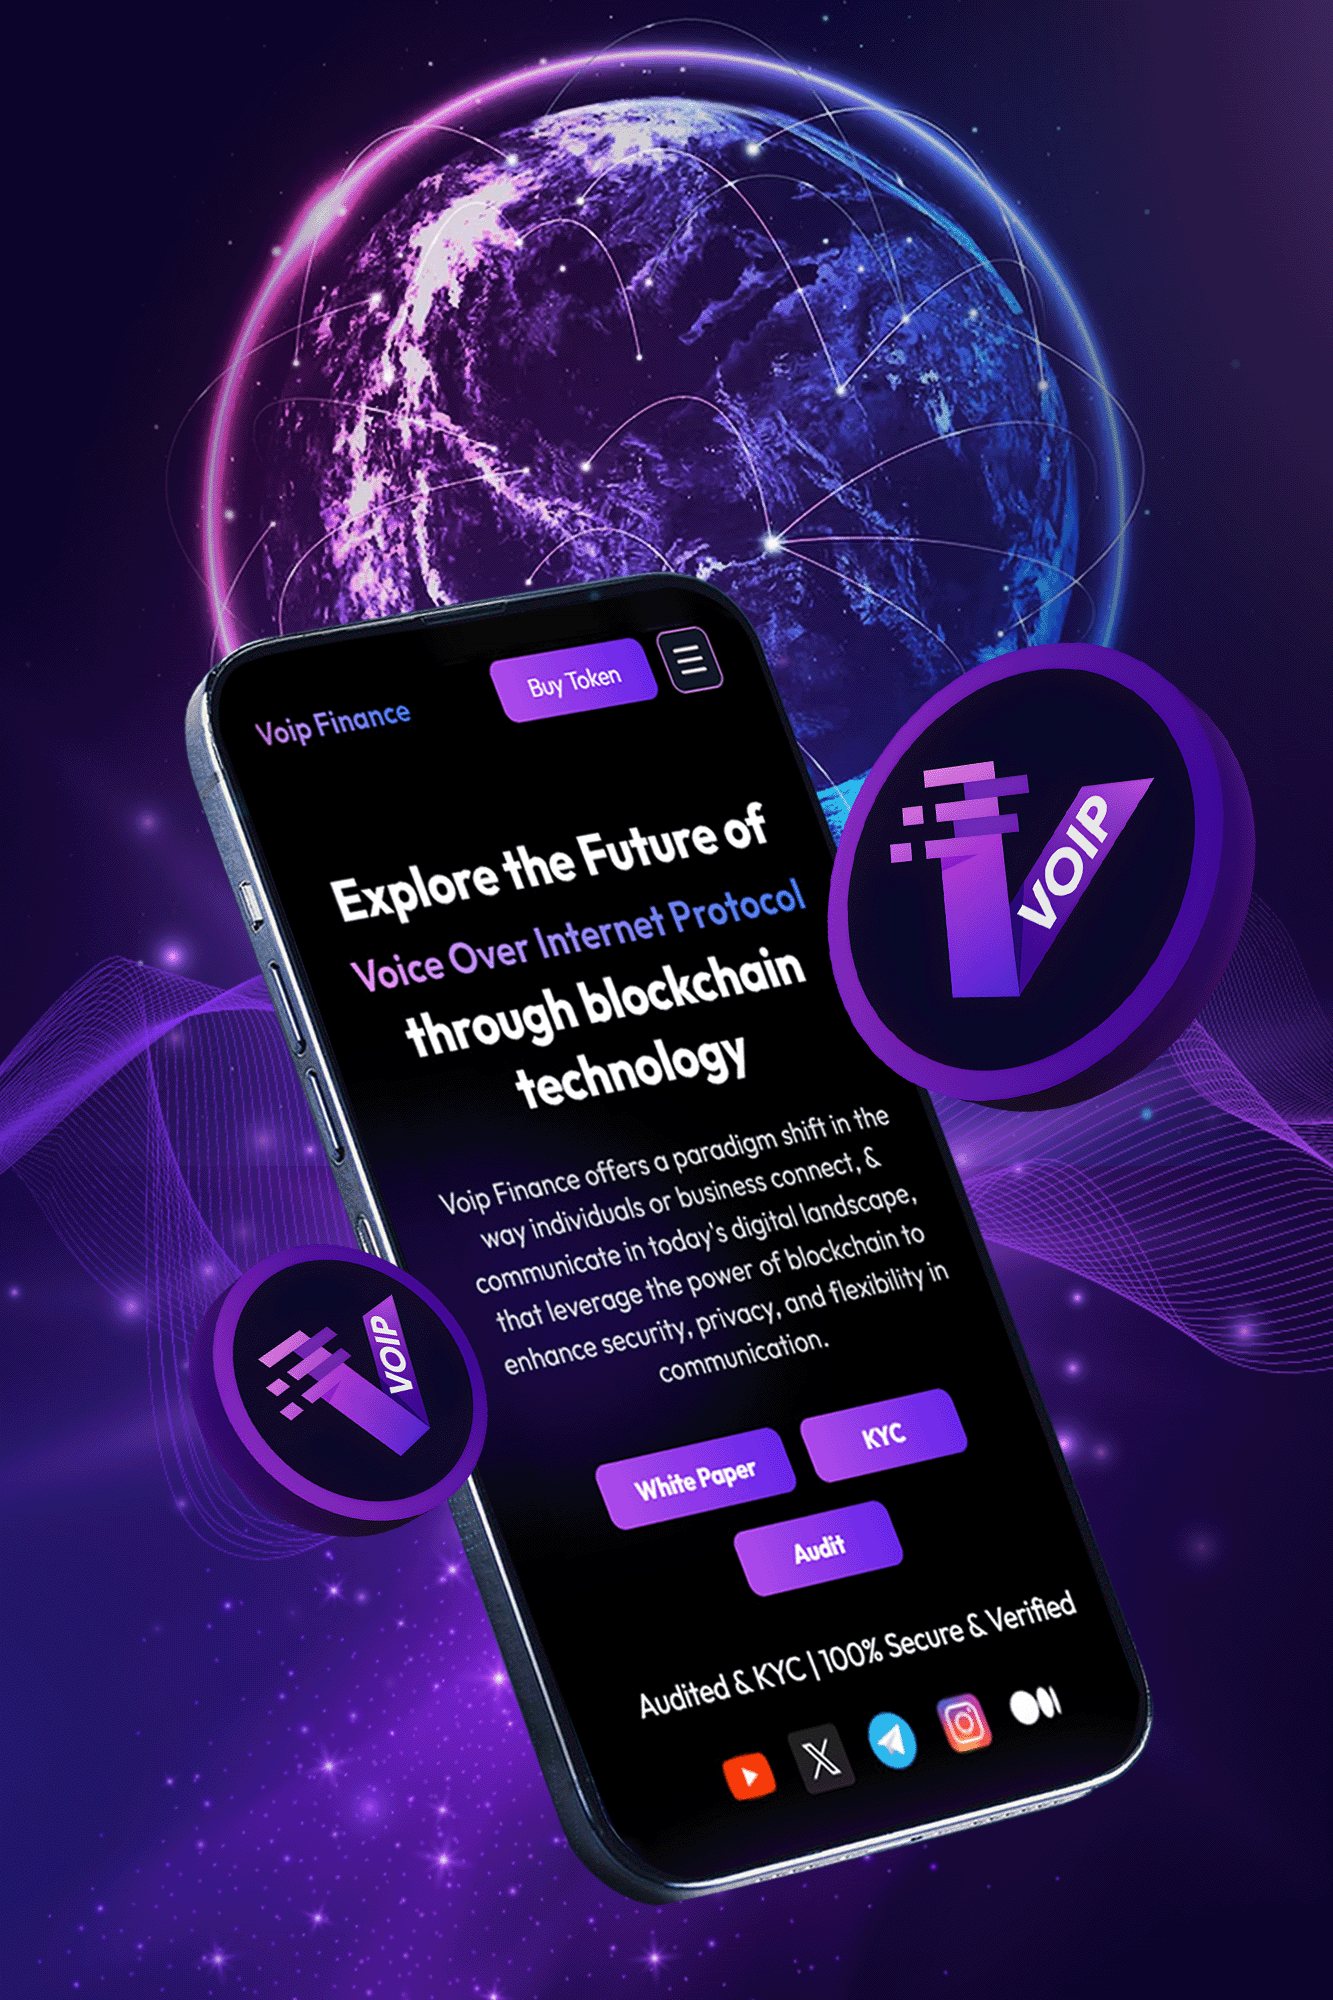 Buy Token
Voip Finance
Explore the Future of
Voice Over Internet Protocol
through blockchain
technology
VOIP
Voip Finance offers a paradigm shift in the
way individuals or business connect, &
communicate in today's digital landscape,
that leverage the power of blockchain to
enhance security, privacy, and flexibility in
communication.
VOIP
White Paper
KYC
Audit
Audited & KYC | 100% Secure & Verified